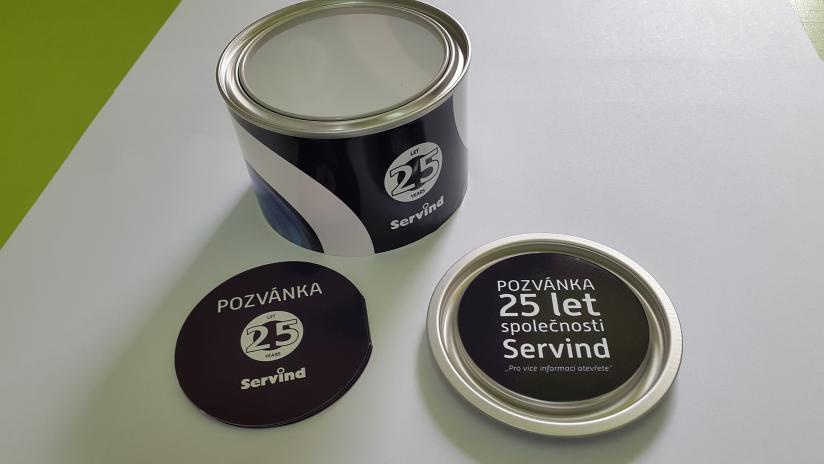 LET
25
YEARS
Servind
POZVÁNKA
LET
25
YEARS
Servind
POZVÁNKA
25 let
společnosti
Servind
„Pro více informací otevřete“